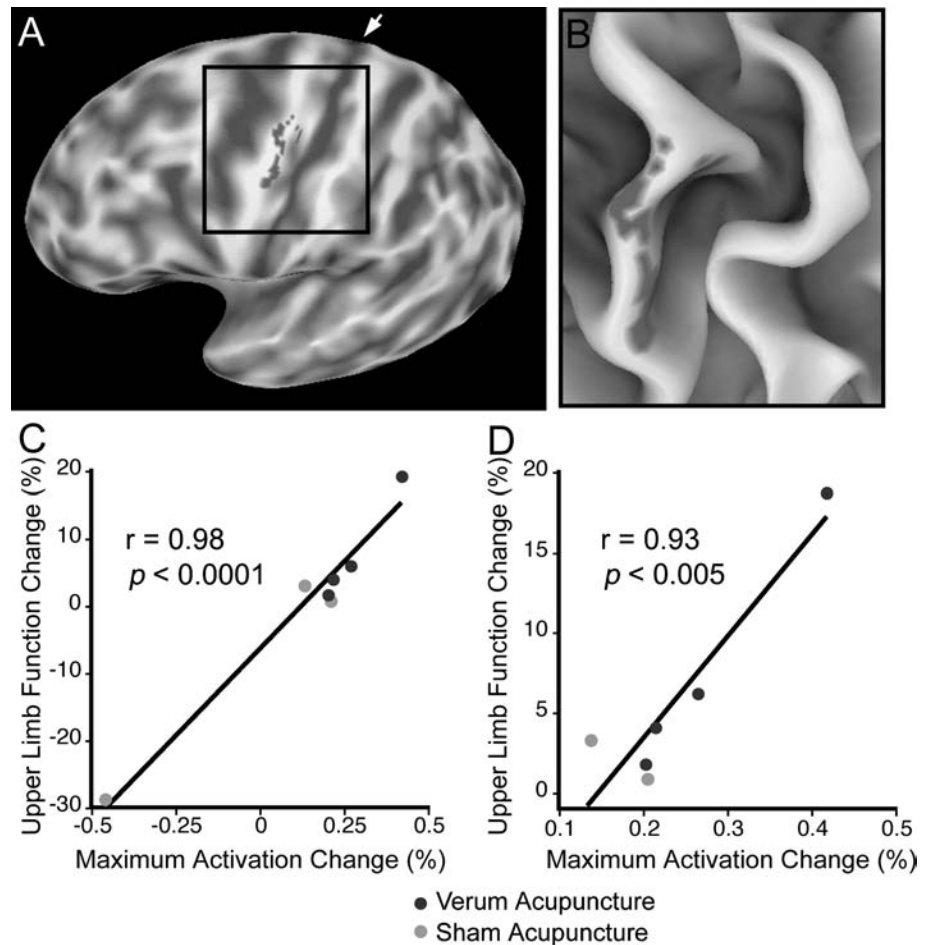 A
B
C
Upper Limb Function Change (%)
20
10
0
-10
-20
-30
r = 0.98
p < 0.0001
-0.5
-0.25
0
0.25
0.5
Maximum Activation Change (%)
D
Upper Limb Function Change (%)
20
15
10
5
0
r = 0.93
p < 0.005
0.1
0.2
0.3
0.4
0.5
Maximum Activation Change (%)
Verum Acupuncture
Sham Acupuncture